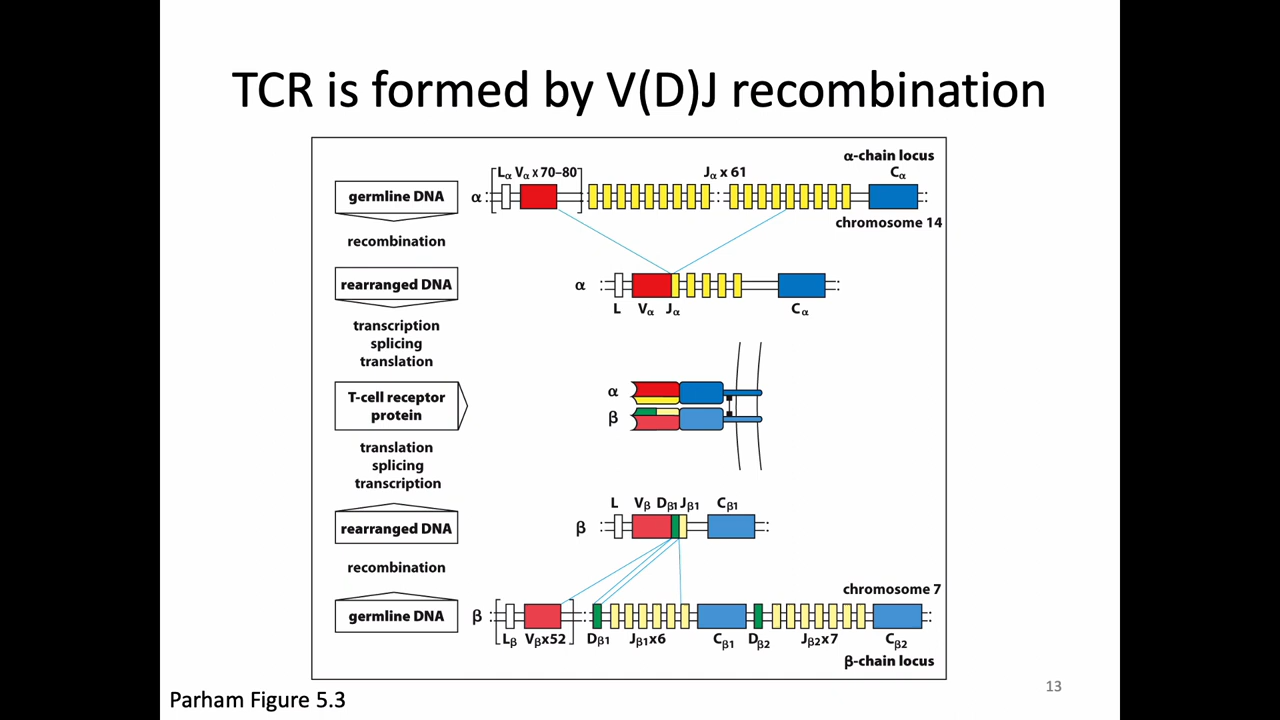 TCR is formed by V(D)J recombination
α-chain locus
Lα Vα x 70–80
Jα x 61
Cα
germline DNA
α
chromosome 14
recombination
rearranged DNA
α
L
Vα
Jα
Cα
transcription
splicing
translation
T-cell receptor
protein
α
β
translation
splicing
transcription
L
Vβ
Dβ1
Jβ1
Cβ1
rearranged DNA
β
recombination
chromosome 7
germline DNA
β
Lβ
Vβx52
Dβ1
Jβ1x6
Cβ1
Dβ2
Jβ2x7
Cβ2
β-chain locus
Parham Figure 5.3
13